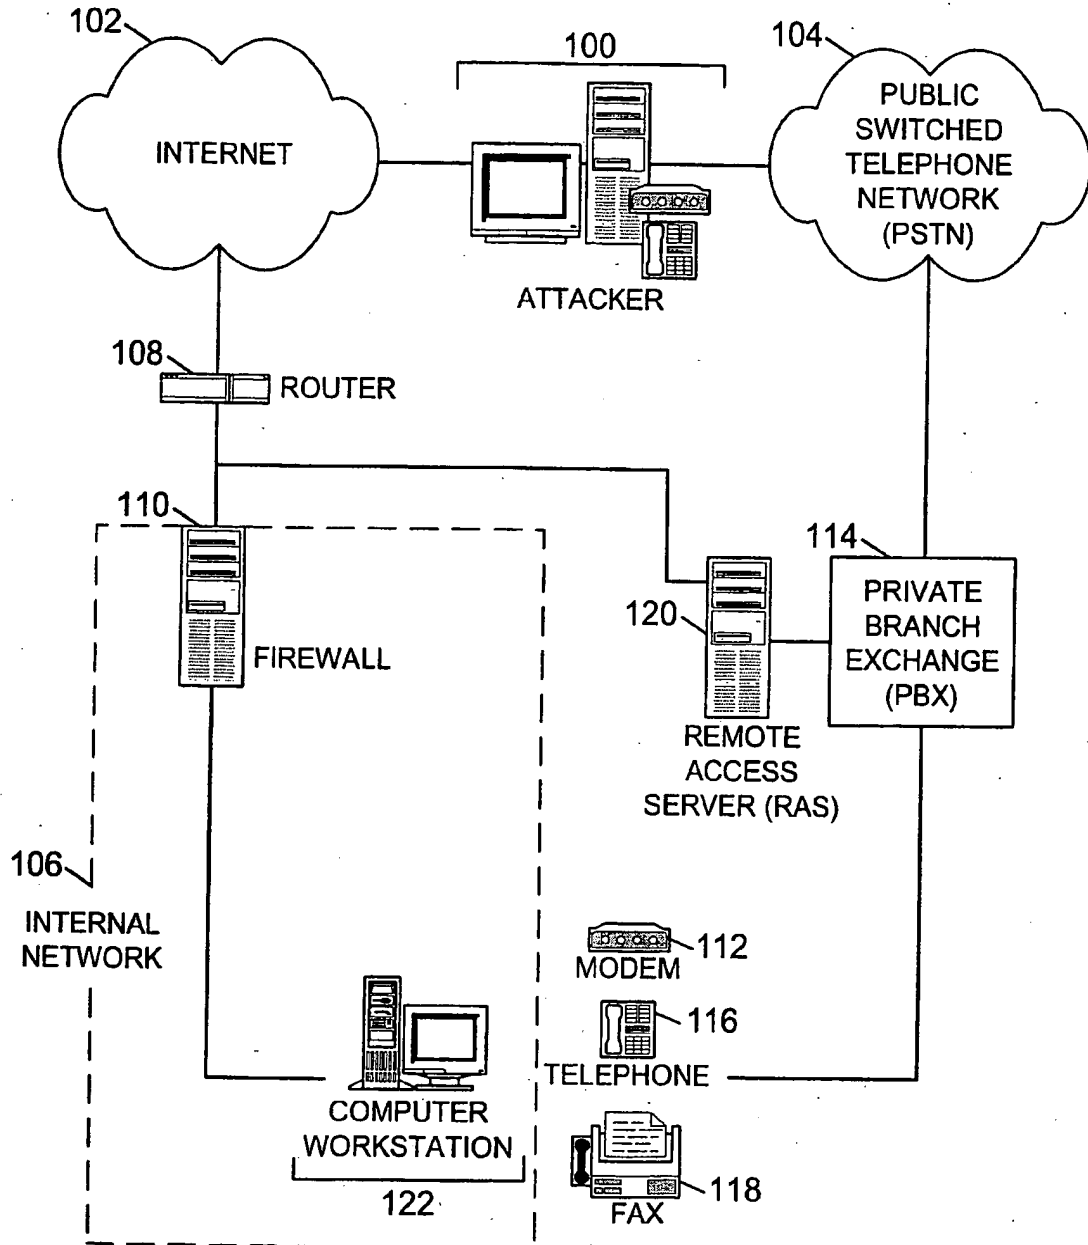 102
100
104
INTERNET
PUBLIC
SWITCHED
TELEPHONE
NETWORK
(PSTN)
ATTACKER
108
ROUTER
110
FIREWALL
114
PRIVATE
BRANCH
EXCHANGE
(PBX)
120
REMOTE
ACCESS
SERVER (RAS)
106
INTERNAL
NETWORK
112
MODEM
116
TELEPHONE
COMPUTER
WORKSTATION
122
118
FAX